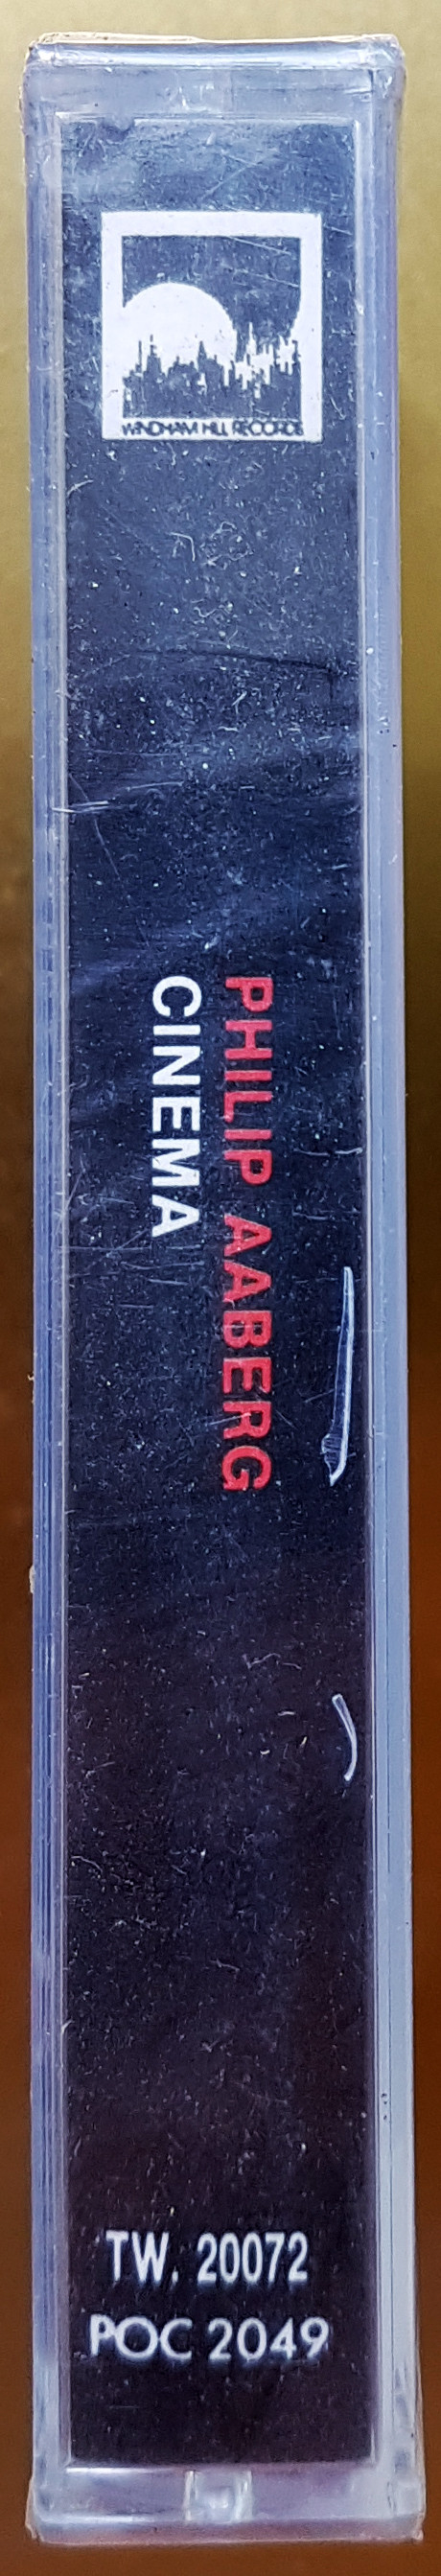 WINDHAM HILL RECORDS
PHILIP AABERG
CINEMA
TW. 20072
POC 2049